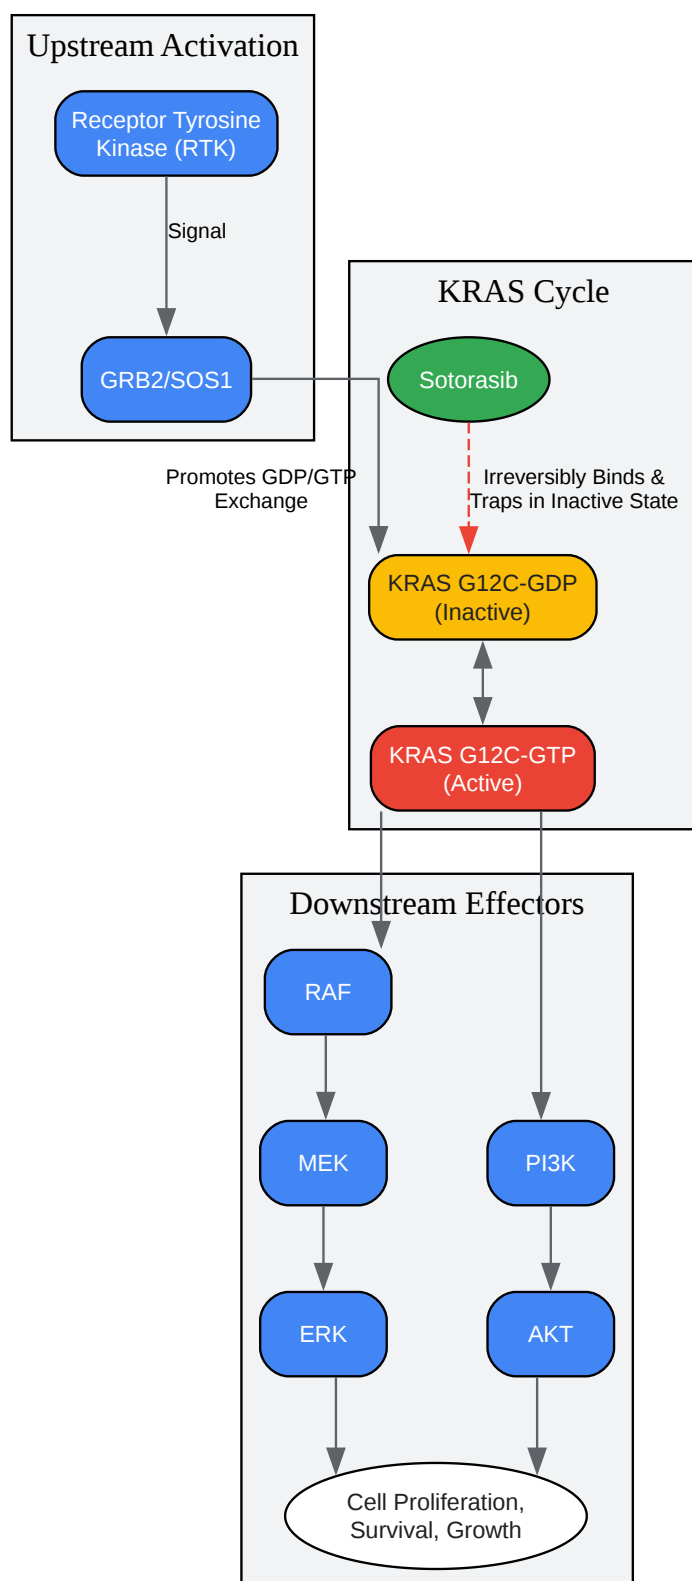 Upstream Activation
Receptor Tyrosine
Kinase (RTK)
Signal
GRB2/SOS1
KRAS Cycle
Sotorasib
Promotes GDP/GTP
Exchange
Irreversibly Binds &
Traps in Inactive State
KRAS G12C-GDP
(Inactive)
KRAS G12C-GTP
(Active)
Downstream Effectors
RAF
MEK
PI3K
ERK
AKT
Cell Proliferation,
Survival, Growth